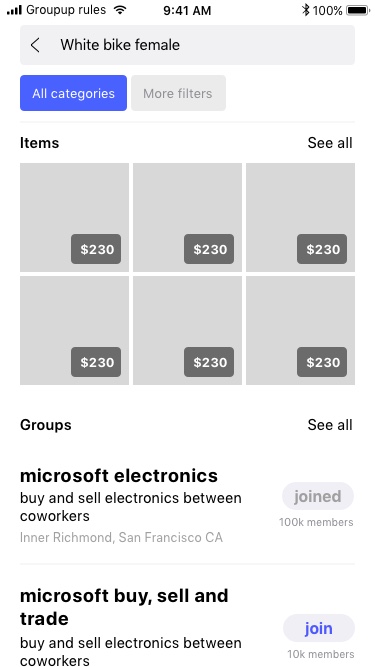 Groupup rules 9:41 AM 100%
White bike female
All categories More filters
Items See all
$230 $230 $230
$230 $230 $230
Groups See all
microsoft electronics
buy and sell electronics between
coworkers
joined
Inner Richmond, San Francisco CA
100k members
microsoft buy, sell and
trade
join
buy and sell electronics between
coworkers
10k members